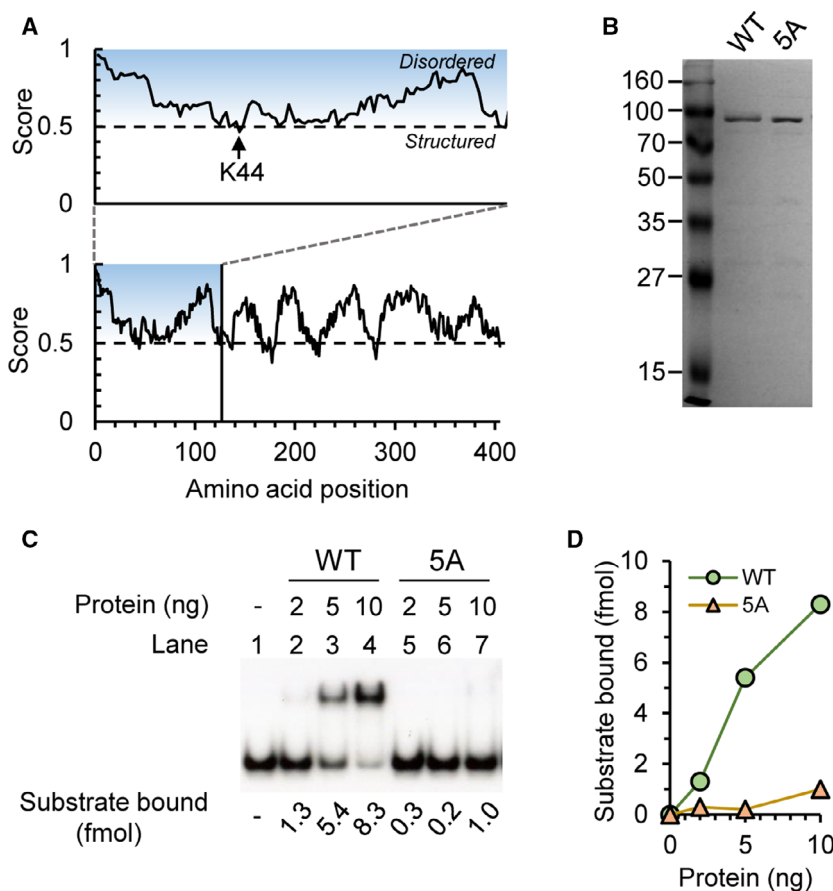 A
1
Disordered
Score
0.5
Structured
K44
0
1
Score
0.5
0
0 100 200 300 400
Amino acid position
B
WT 5A
160
100
70
50
35
27
15
C
WT 5A
Protein (ng) - 2 5 10 2 5 10
Lane 1 2 3 4 5 6 7
Substrate bound (fmol) - 1.3 5.4 8.3 0.3 0.2 1.0
D
Substrate bound (fmol)
10
8
6
4
2
0
WT
5A
0 5 10
Protein (ng)